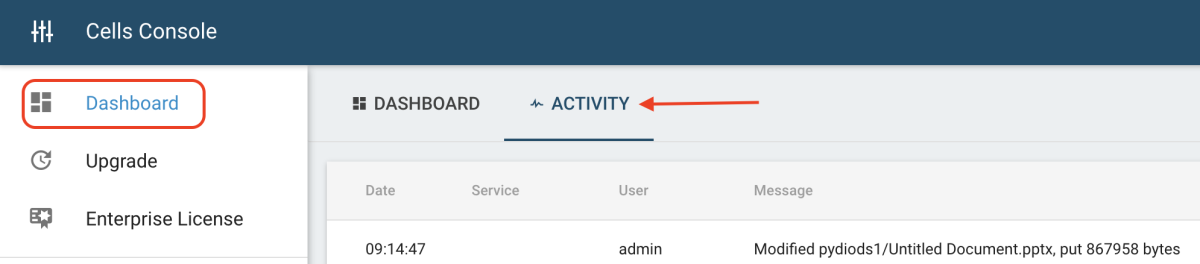 Cells Console
Dashboard
Upgrade
Enterprise License
DASHBOARD ACTIVITY
Date Service User Message
09:14:47 admin Modified pydiods1/Untitled Document.pptx, put 867958 bytes